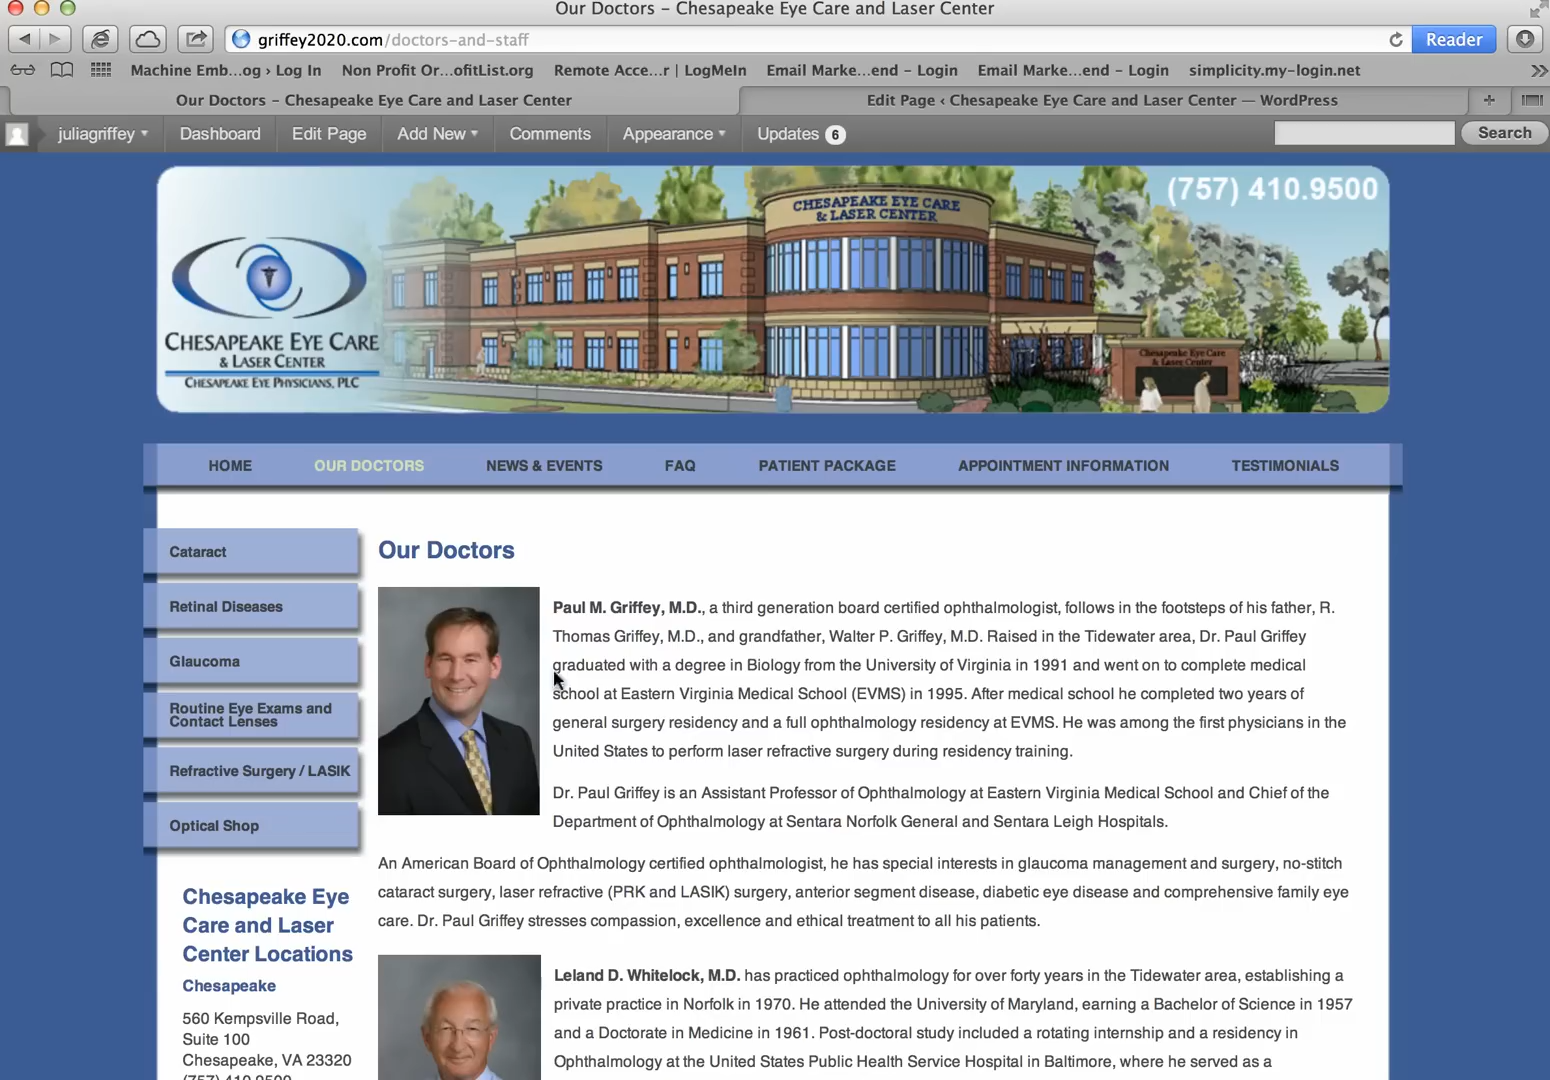 Our Doctors – Chesapeake Eye Care and Laser Center
griffey2020.com/doctors-and-staff
Reader
Machine Emb...og › Log In
Non Profit Or...ofitList.org
Remote Acce...r | LogMeIn
Email Marke...end – Login
Email Marke...end – Login
simplicity.my-login.net
Our Doctors – Chesapeake Eye Care and Laser Center
Edit Page ‹ Chesapeake Eye Care and Laser Center — WordPress
juliagriffey
Dashboard
Edit Page
Add New
Comments
Appearance
Updates 6
Search
(757) 410.9500
CHESAPEAKE EYE CARE
& LASER CENTER
CHESAPEAKE EYE CARE
& LASER CENTER
CHESAPEAKE EYE PHYSICIANS, PLC
Chesapeake Eye Care
& Laser Center
HOME
OUR DOCTORS
NEWS & EVENTS
FAQ
PATIENT PACKAGE
APPOINTMENT INFORMATION
TESTIMONIALS
Cataract
Retinal Diseases
Glaucoma
Routine Eye Exams and
Contact Lenses
Refractive Surgery / LASIK
Optical Shop
Chesapeake Eye
Care and Laser
Center Locations
Chesapeake
560 Kempsville Road,
Suite 100
Chesapeake, VA 23320
(757) 410.9500
Our Doctors
Paul M. Griffey, M.D., a third generation board certified ophthalmologist, follows in the footsteps of his father, R.
Thomas Griffey, M.D., and grandfather, Walter P. Griffey, M.D. Raised in the Tidewater area, Dr. Paul Griffey
graduated with a degree in Biology from the University of Virginia in 1991 and went on to complete medical
school at Eastern Virginia Medical School (EVMS) in 1995. After medical school he completed two years of
general surgery residency and a full ophthalmology residency at EVMS. He was among the first physicians in the
United States to perform laser refractive surgery during residency training.
Dr. Paul Griffey is an Assistant Professor of Ophthalmology at Eastern Virginia Medical School and Chief of the
Department of Ophthalmology at Sentara Norfolk General and Sentara Leigh Hospitals.
An American Board of Ophthalmology certified ophthalmologist, he has special interests in glaucoma management and surgery, no-stitch
cataract surgery, laser refractive (PRK and LASIK) surgery, anterior segment disease, diabetic eye disease and comprehensive family eye
care. Dr. Paul Griffey stresses compassion, excellence and ethical treatment to all his patients.
Leland D. Whitelock, M.D. has practiced ophthalmology for over forty years in the Tidewater area, establishing a
private practice in Norfolk in 1970. He attended the University of Maryland, earning a Bachelor of Science in 1957
and a Doctorate in Medicine in 1961. Post-doctoral study included a rotating internship and a residency in
Ophthalmology at the United States Public Health Service Hospital in Baltimore, where he served as a